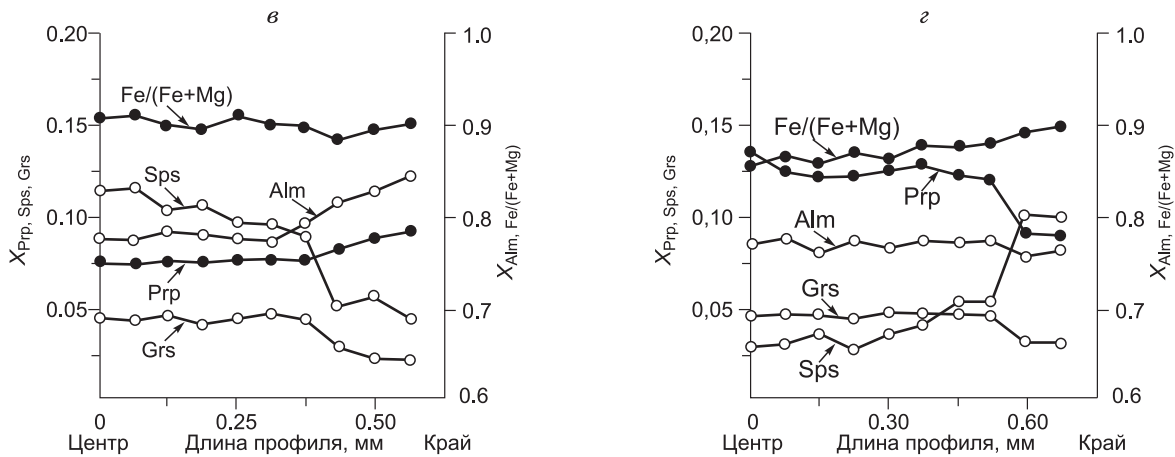 в
0,20
0.15
0.10
0.05
X Prp, Sps, Grs
1.0
0.9
0.8
0.7
0.6
X Alm, Fe/(Fe+Mg)
Fe/(Fe+Mg)
Sps
Alm
Prp
Grs
0 0.25 0.50
Центр Длина профиля, мм Край
г
0,20
0,15
0,10
0,05
X Prp, Sps, Grs
1.0
0.9
0.8
0.7
0.6
X Alm, Fe/(Fe+Mg)
Fe/(Fe+Mg)
Prp
Alm
Grs
Sps
0 0.30 0.60
Центр Длина профиля, мм Край